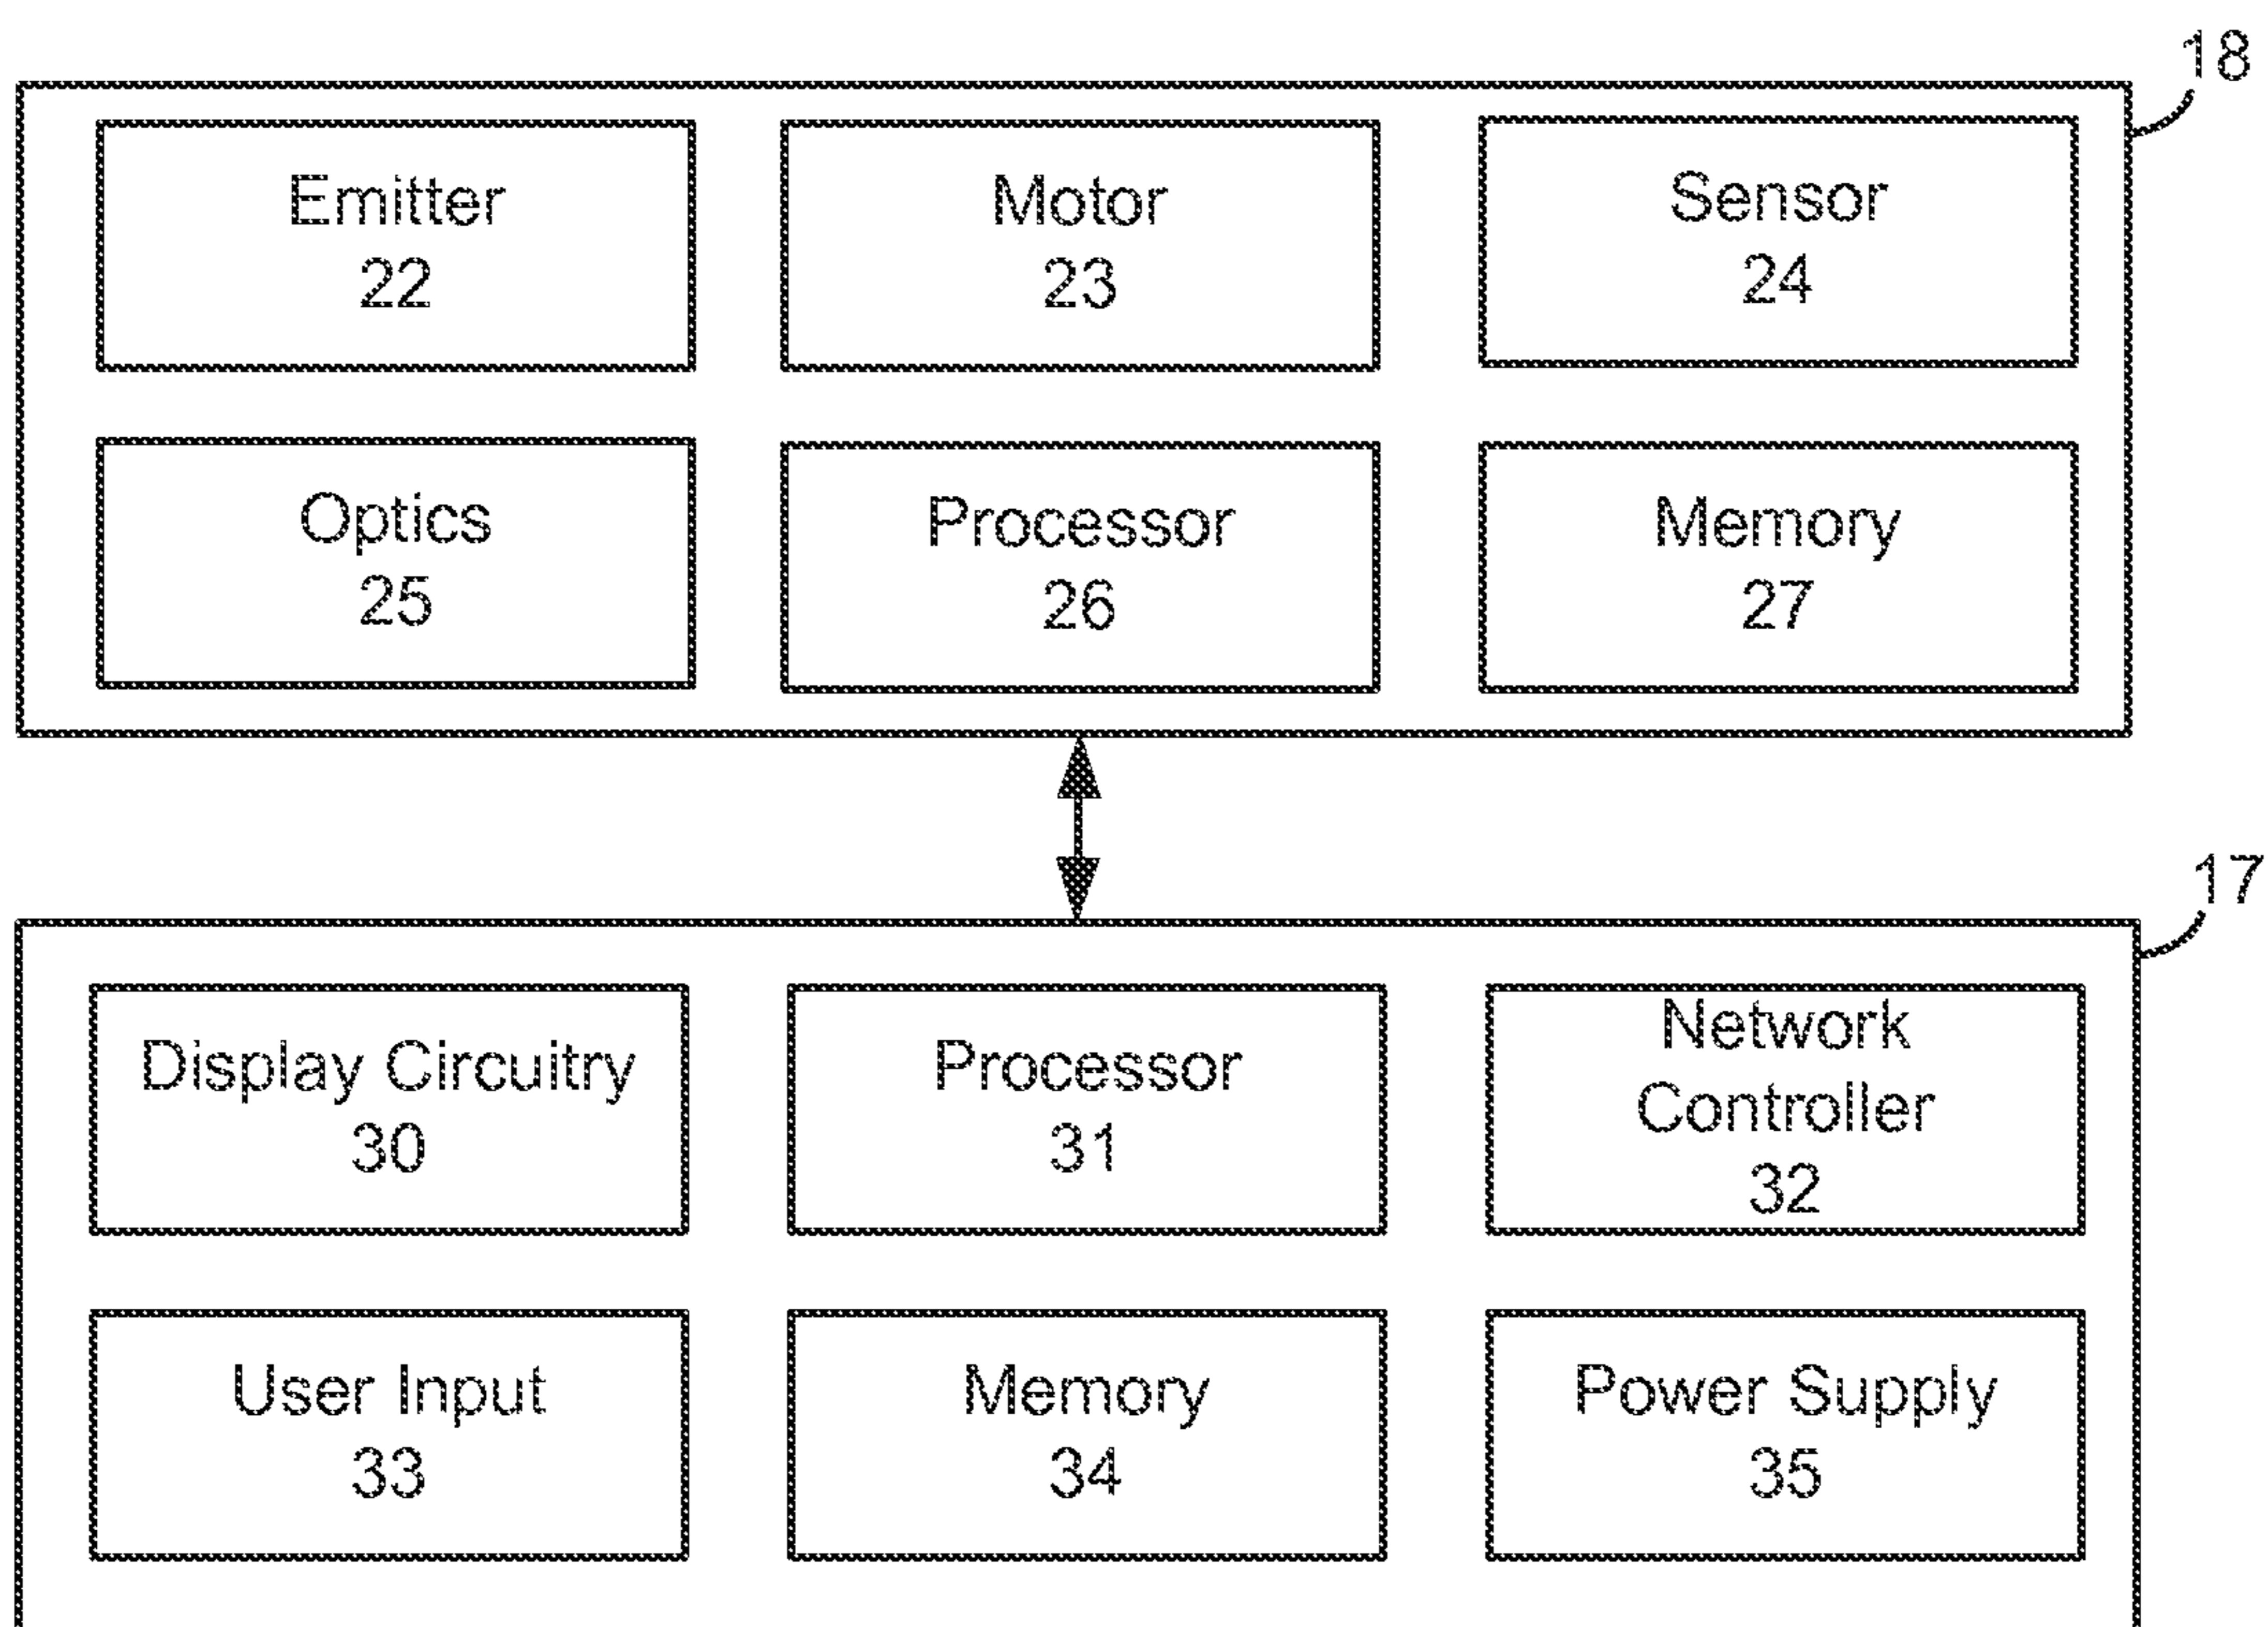 18
Emitter
22
Motor
23
Sensor
24
Optics
25
Processor
26
Memory
27
17
Display Circuitry
30
Processor
31
Network
Controller
32
User Input
33
Memory
34
Power Supply
35